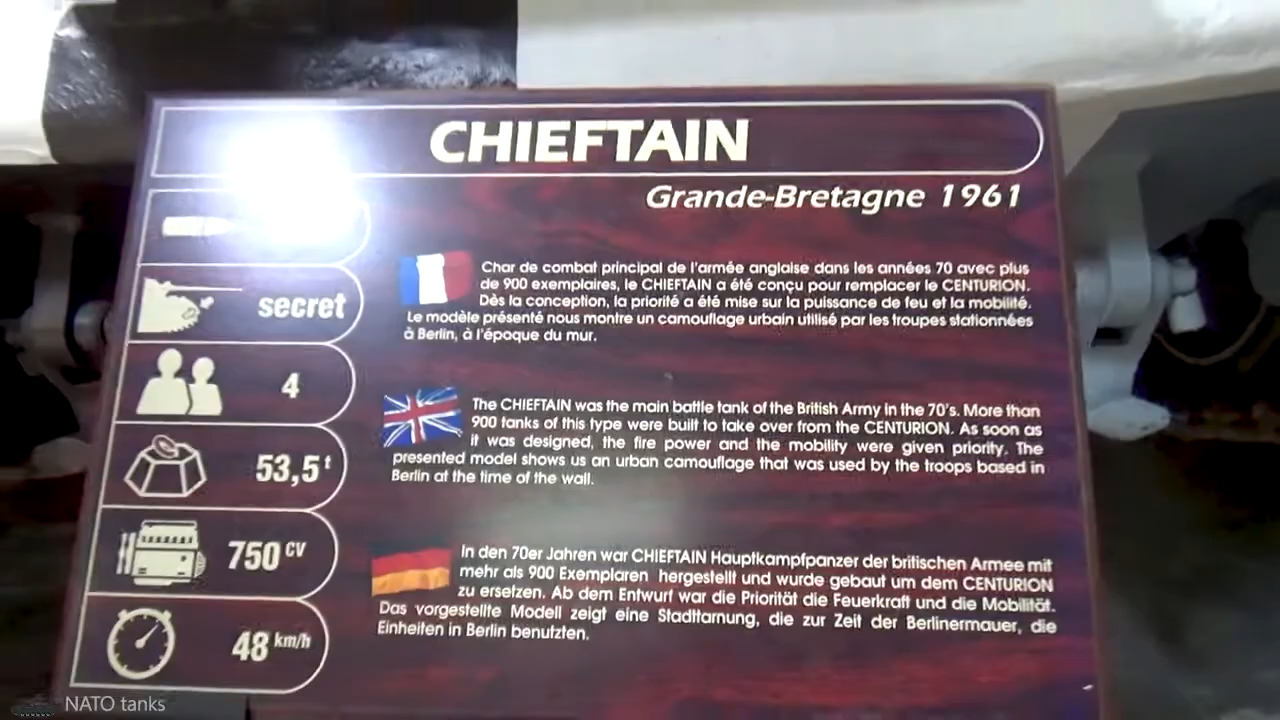 CHIEFTAIN
Grande-Bretagne 1961
secret
4
53,5 t
750 CV
48 km/h
Char de combat principal de l'armée anglaise dans les années 70 avec plus
de 900 exemplaires, le CHIEFTAIN a été conçu pour remplacer le CENTURION.
Dès la conception, la priorité a été mise sur la puissance de feu et la mobilité.
Le modèle présenté nous montre un camouflage urbain utilisé par les troupes stationnées
à Berlin, à l'époque du mur.
The CHIEFTAIN was the main battle tank of the British Army in the 70's. More than
900 tanks of this type were built to take over from the CENTURION. As soon as
it was designed, the fire power and the mobility were given priority. The
presented model shows us an urban camouflage that was used by the troops based in
Berlin at the time of the wall.
In den 70er Jahren war CHIEFTAIN Hauptkampfpanzer der britischen Armee mit
mehr als 900 Exemplaren hergestellt und wurde gebaut um dem CENTURION
zu ersetzen. Ab dem Entwurf war die Priorität die Feuerkraft und die Mobilität.
Das vorgestellte Modell zeigt eine Stadttarnung, die zur Zeit der Berlinermauer, die
Einheiten in Berlin benutzten.
NATO tanks